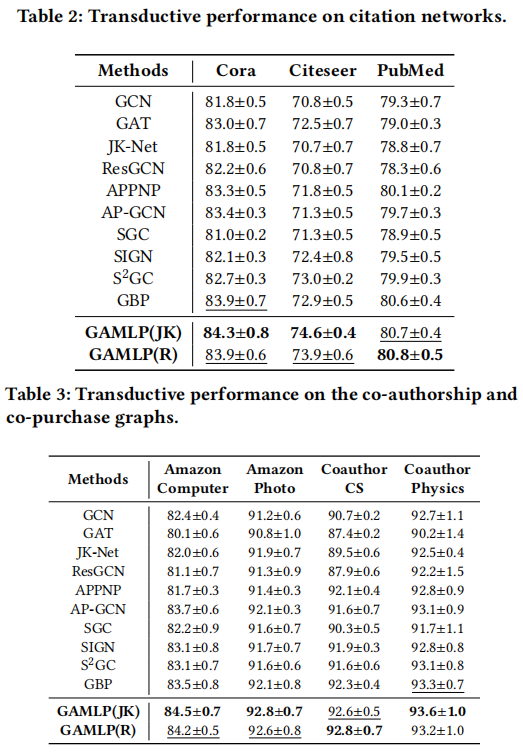 Table 2: Transductive performance on citation networks.
Methods Cora Citeseer PubMed
GCN 81.8±0.5 70.8±0.5 79.3±0.7
GAT 83.0±0.7 72.5±0.7 79.0±0.3
JK-Net 81.8±0.5 70.7±0.7 78.8±0.7
ResGCN 82.2±0.6 70.8±0.7 78.3±0.6
APPNP 83.3±0.5 71.8±0.5 80.1±0.2
AP-GCN 83.4±0.3 71.3±0.5 79.7±0.3
SGC 81.0±0.2 71.3±0.5 78.9±0.5
SIGN 82.1±0.3 72.4±0.8 79.5±0.5
S²GC 82.7±0.3 73.0±0.2 79.9±0.3
GBP 83.9±0.7 72.9±0.5 80.6±0.4
GAMLP(JK) 84.3±0.8 74.6±0.4 80.7±0.4
GAMLP(R) 83.9±0.6 73.9±0.6 80.8±0.5
Table 3: Transductive performance on the co-authorship and
co-purchase graphs.
Methods Amazon Computer Amazon Photo Coauthor CS Coauthor Physics
GCN 82.4±0.4 91.2±0.6 90.7±0.2 92.7±1.1
GAT 80.1±0.6 90.8±1.0 87.4±0.2 90.2±1.4
JK-Net 82.0±0.6 91.9±0.7 89.5±0.6 92.5±0.4
ResGCN 81.1±0.7 91.3±0.9 87.9±0.6 92.2±1.5
APPNP 81.7±0.3 91.4±0.3 92.1±0.4 92.8±0.9
AP-GCN 83.7±0.6 92.1±0.3 91.6±0.7 93.1±0.9
SGC 82.2±0.9 91.6±0.7 90.3±0.5 91.7±1.1
SIGN 83.1±0.8 91.7±0.7 91.9±0.3 92.8±0.8
S²GC 83.1±0.7 91.6±0.6 91.6±0.6 93.1±0.8
GBP 83.5±0.8 92.1±0.8 92.3±0.4 93.3±0.7
GAMLP(JK) 84.5±0.7 92.8±0.7 92.6±0.5 93.6±1.0
GAMLP(R) 84.2±0.5 92.6±0.8 92.8±0.7 93.2±1.0